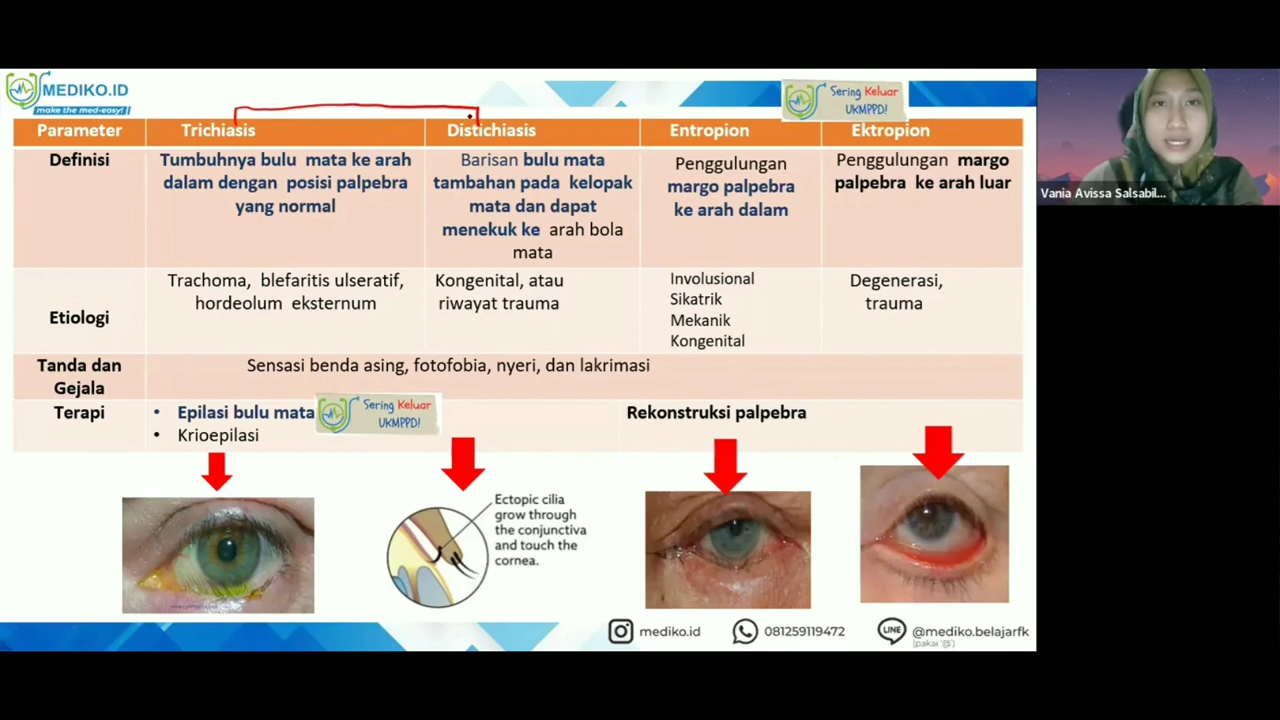 MEDIKO.ID
make the med-easy!
Sering Keluar
UKMPPD!
Parameter
Trichiasis
Distichiasis
Entropion
Ektropion
Definisi
Tumbuhnya bulu mata ke arah
dalam dengan posisi palpebra
yang normal
Barisan bulu mata
tambahan pada kelopak
mata dan dapat
menekuk ke arah bola
mata
Penggulungan
margo palpebra
ke arah dalam
Penggulungan margo
palpebra ke arah luar
Etiologi
Trachoma, blefaritis ulseratif,
hordeolum eksternum
Kongenital, atau
riwayat trauma
Involusional
Sikatrik
Mekanik
Kongenital
Degenerasi,
trauma
Tanda dan
Gejala
Sensasi benda asing, fotofobia, nyeri, dan lakrimasi
Terapi
• Epilasi bulu mata
• Krioepilasi
Sering Keluar
UKMPPD!
Rekonstruksi palpebra
Ectopic cilia
grow through
the conjunctiva
and touch the
cornea.
mediko.id
081259119472
LINE
@mediko.belajarfk
(pakai '@')
Vania Avissa Salsabil...